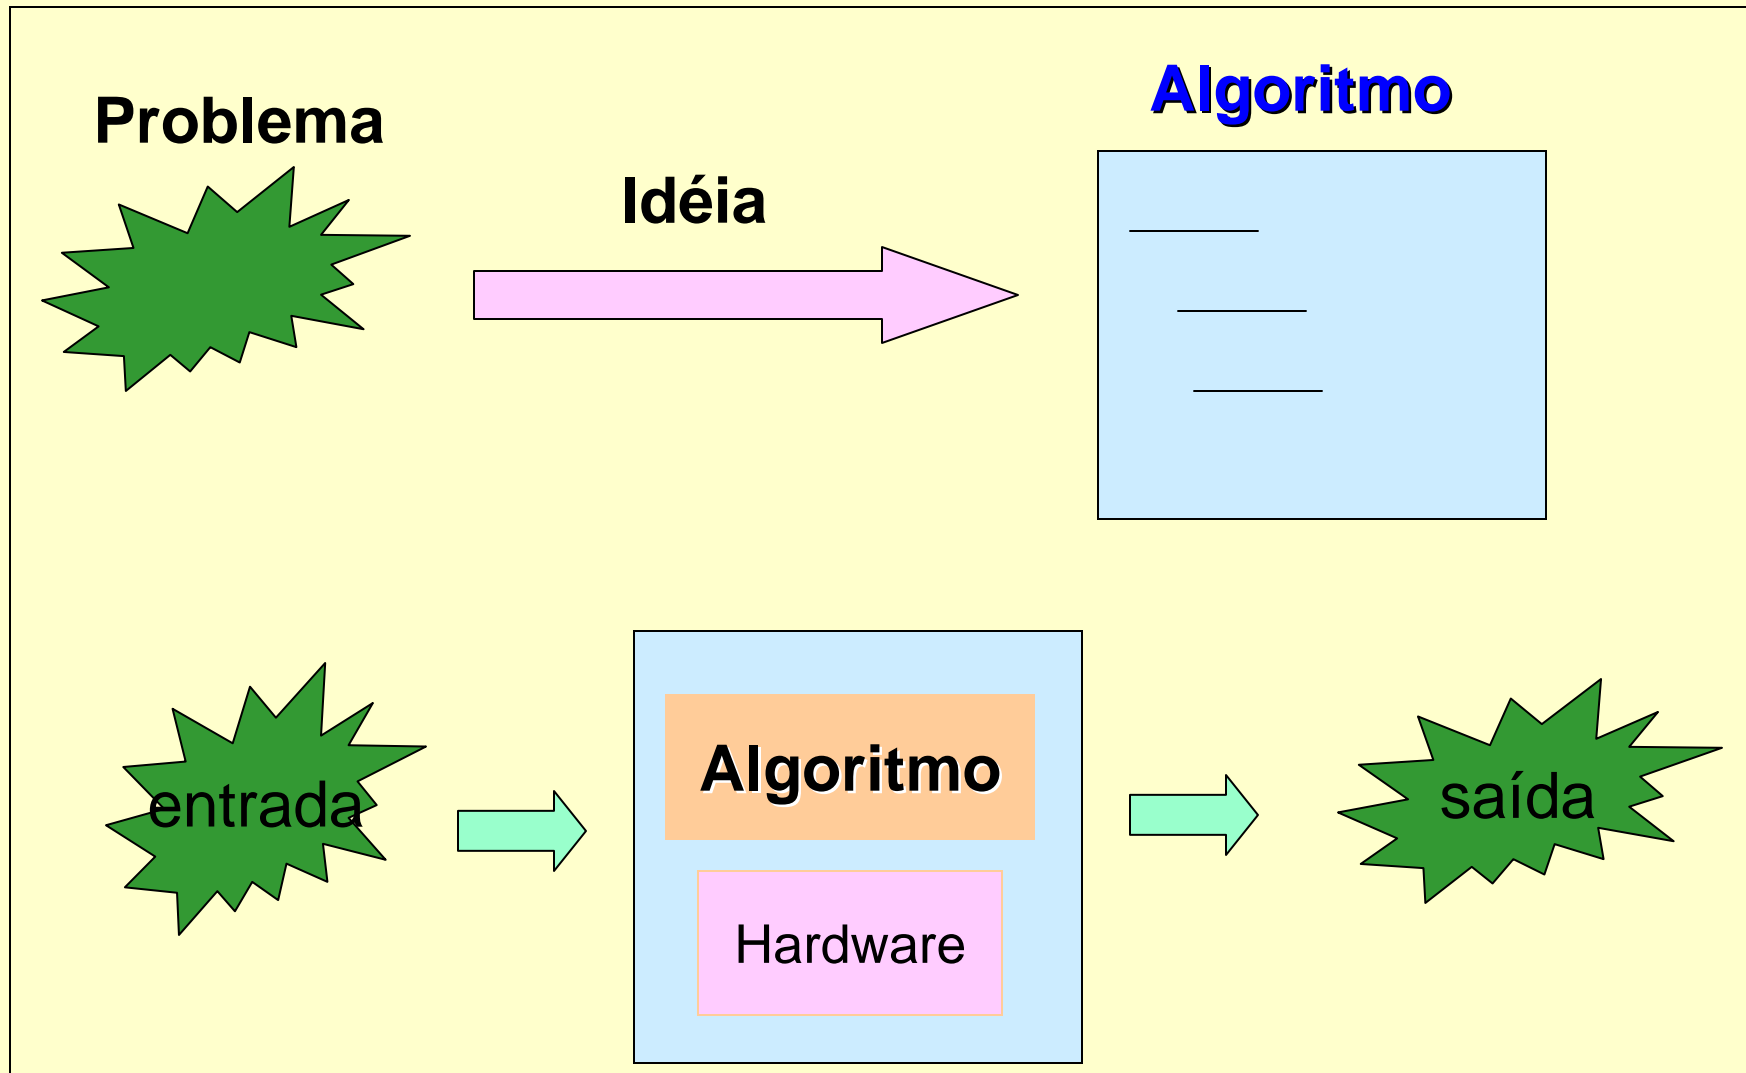 Problema
Idéia
Algoritmo
entrada
Algoritmo
Hardware
saída